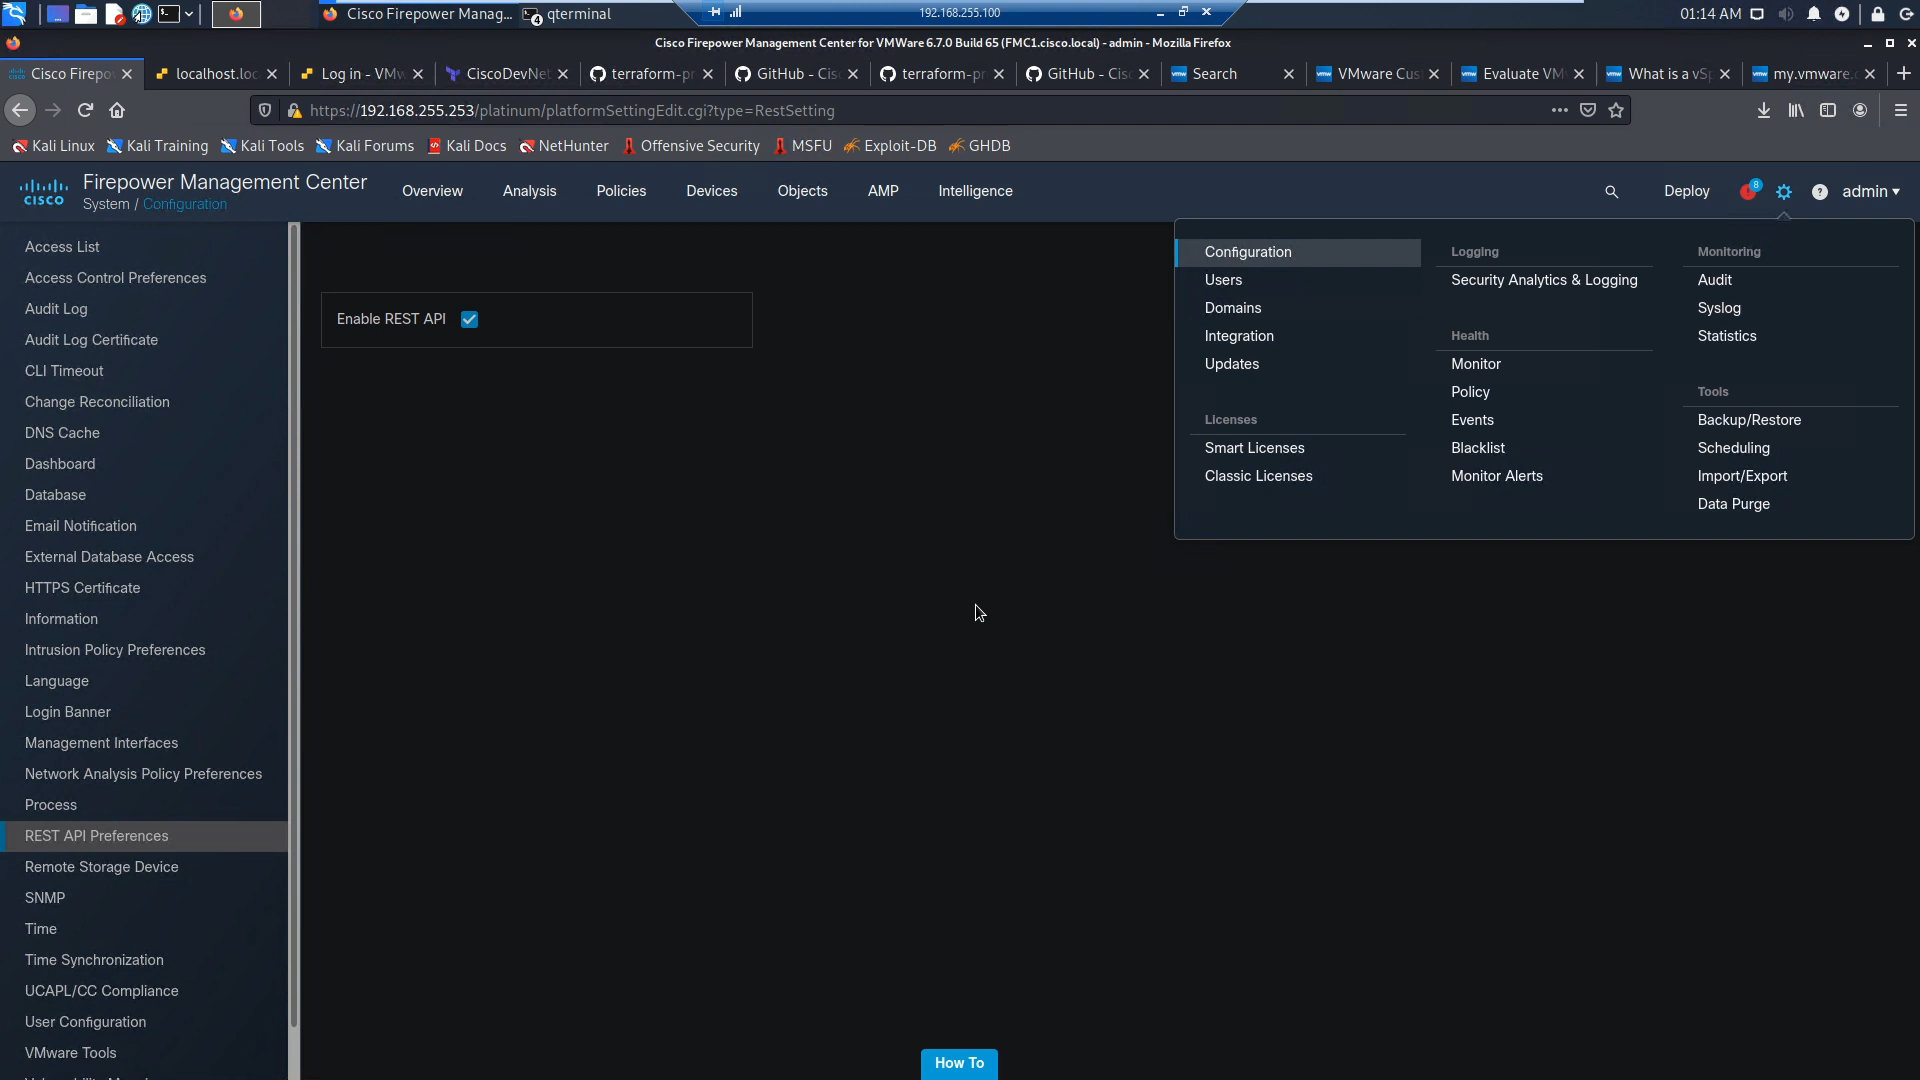 Cisco Firepower Manag...
4
qterminal
192.168.255.100
01:14 AM
Cisco Firepower Management Center for VMWare 6.7.0 Build 65 (FMC1.cisco.local) - admin - Mozilla Firefox
Cisco Firepo
localhost.loc
Log in - VMw
CiscoDevNet
terraform-pr
GitHub - Cis
terraform-pr
GitHub - Cis
Search
VMware Cus
Evaluate VM
What is a vSp
my.vmware.c
https://192.168.255.253/platinum/platformSettingEdit.cgi?type=RestSetting
Kali Linux
Kali Training
Kali Tools
Kali Forums
Kali Docs
NetHunter
Offensive Security
MSFU
Exploit-DB
GHDB
cisco
Firepower Management Center
System / Configuration
Overview
Analysis
Policies
Devices
Objects
AMP
Intelligence
Deploy
8
admin
Access List
Access Control Preferences
Audit Log
Audit Log Certificate
CLI Timeout
Change Reconciliation
DNS Cache
Dashboard
Database
Email Notification
External Database Access
HTTPS Certificate
Information
Intrusion Policy Preferences
Language
Login Banner
Management Interfaces
Network Analysis Policy Preferences
Process
REST API Preferences
Remote Storage Device
SNMP
Time
Time Synchronization
UCAPL/CC Compliance
User Configuration
VMware Tools
Enable REST API
Configuration
Users
Domains
Integration
Updates
Licenses
Smart Licenses
Classic Licenses
Logging
Security Analytics & Logging
Health
Monitor
Policy
Events
Blacklist
Monitor Alerts
Monitoring
Audit
Syslog
Statistics
Tools
Backup/Restore
Scheduling
Import/Export
Data Purge
How To